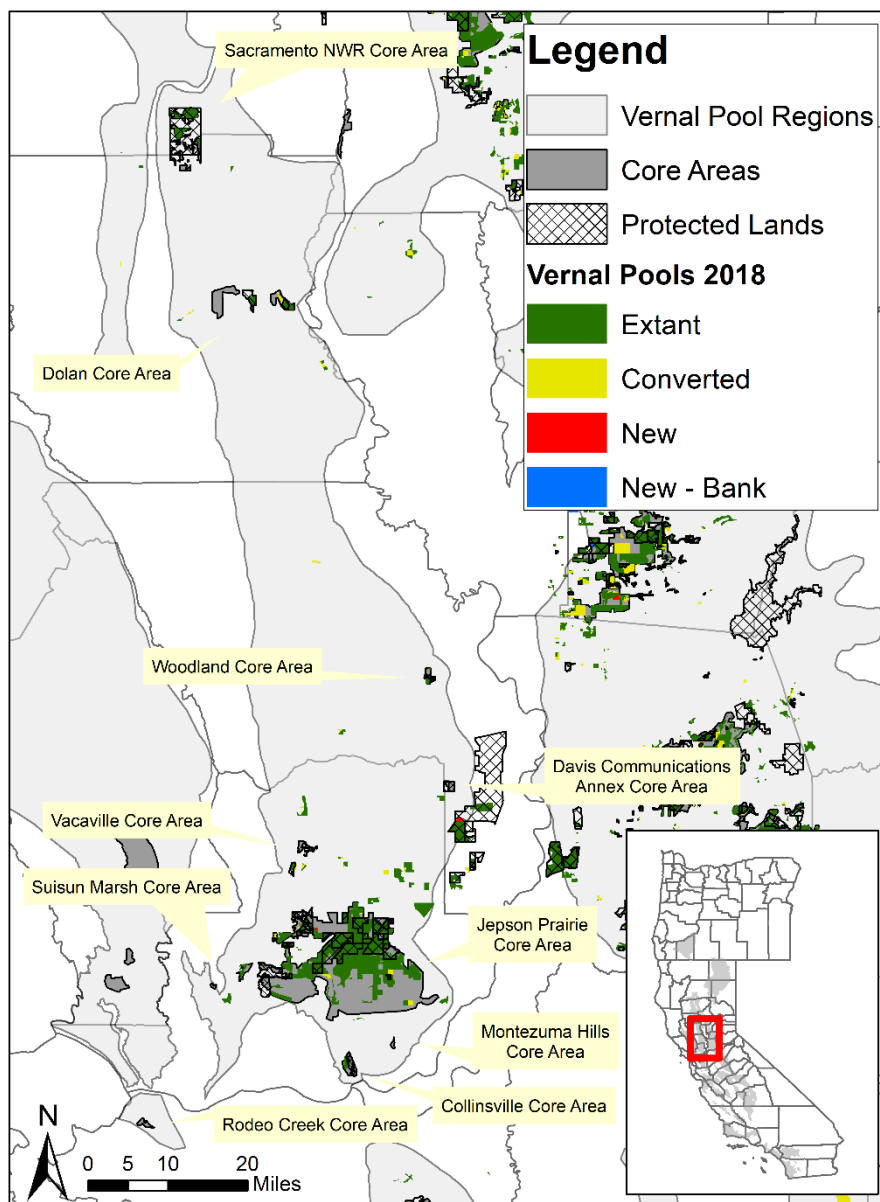 Sacramento NWR Core Area
Legend
Vernal Pool Regions
Core Areas
Protected Lands
Vernal Pools 2018
Extant
Converted
New
New - Bank
Dolan Core Area
Woodland Core Area
Davis Communications
Annex Core Area
Vacaville Core Area
Suisun Marsh Core Area
Jepson Prairie
Core Area
Montezuma Hills
Core Area
Collinsville Core Area
Rodeo Creek Core Area
N
0 5 10 20
Miles